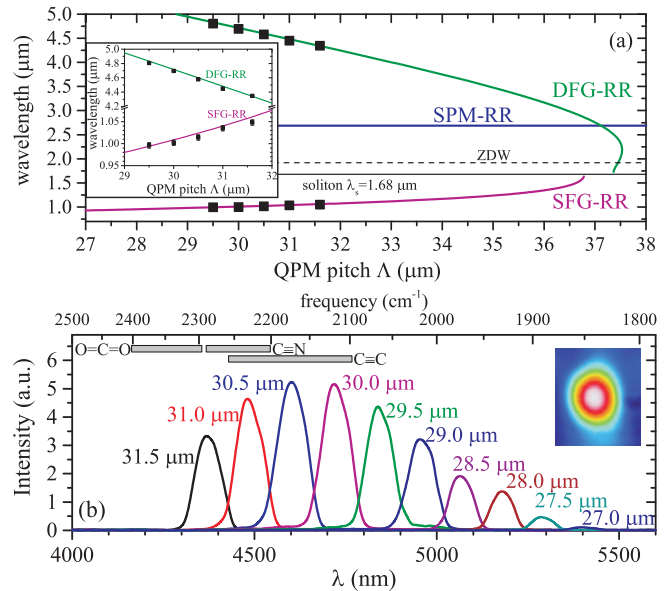 5.0
4.5
4.0
3.5
3.0
2.5
2.0
1.5
1.0
wavelength (μm)
(a)
5.0
4.8
4.4
4.2
1.05
0.95
wavelength (μm)
DFG-RR
SFG-RR
29 30 31 32
QPM pitch Λ (μm)
DFG-RR
SPM-RR
ZDW
soliton λs=1.68 μm
SFG-RR
27 28 29 30 31 32 33 34 35 36 37 38
QPM pitch Λ (μm)
frequency (cm-1)
2500 2400 2300 2200 2100 2000 1900 1800
O=C=O
C≡N
C≡C
6
5
4
3
2
1
0
Intensity (a.u.)
31.5 μm
31.0 μm
30.5 μm
30.0 μm
29.5 μm
29.0 μm
28.5 μm
28.0 μm
27.5 μm
27.0 μm
(b)
4000 4500 5000 5500
λ (nm)